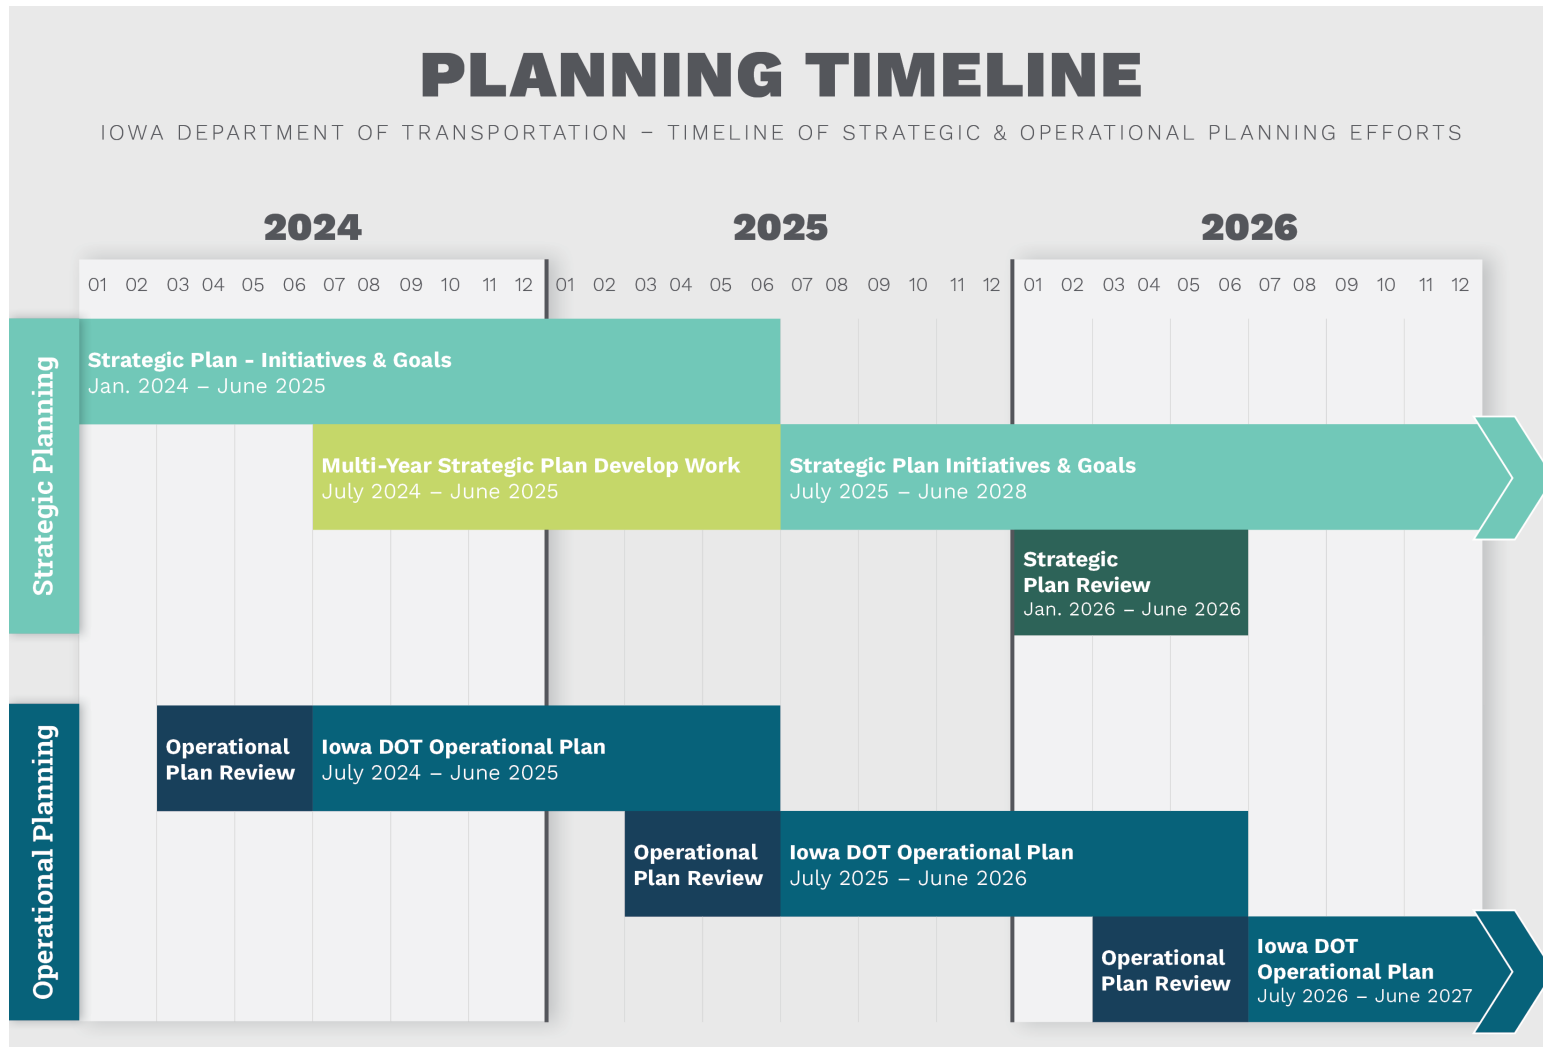 PLANNING TIMELINE
IOWA DEPARTMENT OF TRANSPORTATION – TIMELINE OF STRATEGIC & OPERATIONAL PLANNING EFFORTS
2024 2025 2026
01 02 03 04 05 06 07 08 09 10 11 12 01 02 03 04 05 06 07 08 09 10 11 12 01 02 03 04 05 06 07 08 09 10 11 12
Strategic Planning
Strategic Plan - Initiatives & Goals
Jan. 2024 – June 2025
Multi-Year Strategic Plan Develop Work
July 2024 – June 2025
Strategic Plan Initiatives & Goals
July 2025 – June 2028
Strategic
Plan Review
Jan. 2026 – June 2026
Operational Planning
Operational
Plan Review
Iowa DOT Operational Plan
July 2024 – June 2025
Operational
Plan Review
Iowa DOT Operational Plan
July 2025 – June 2026
Operational
Plan Review
Iowa DOT
Operational Plan
July 2026 – June 2027